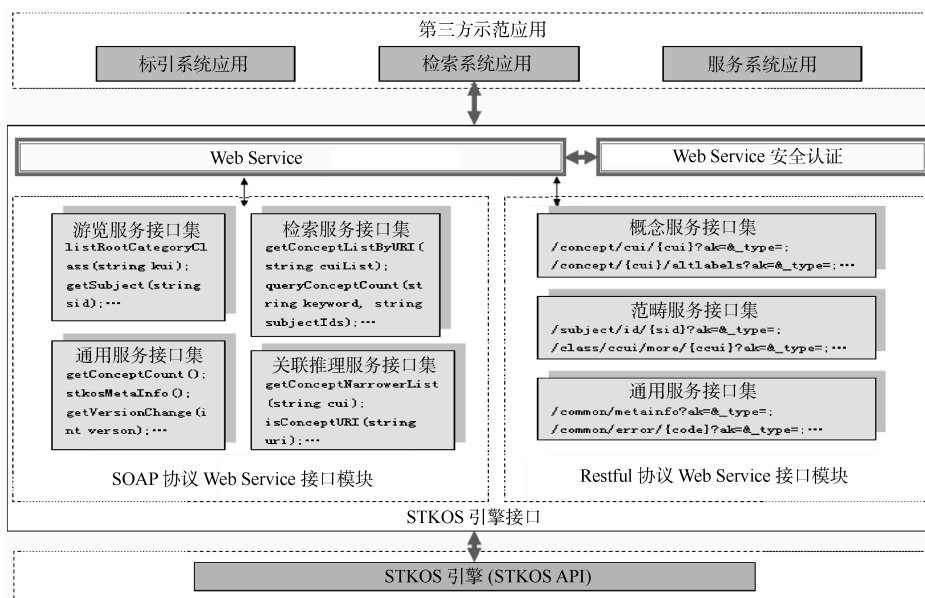 第三方示范应用
标引系统应用
检索系统应用
服务系统应用
Web Service
Web Service 安全认证
游览服务接口集
listRootCategoryCl
ass(string kui);
getSubject(string
sid);…
检索服务接口集
getConceptListByURI(
string cuiList);
queryConceptCount(st
ring keyword, string
subjectIds);…
通用服务接口集
getConceptCount();
stkosMetaInfo();
getVersionChange(i
nt verson);…
关联推理服务接口集
getConceptNarrowerList
(string cui);
isConceptURI(string
uri);…
SOAP 协议 Web Service 接口模块
概念服务接口集
/concept/cui/{cui}?ak=&_type=;
/concept/{cui}/altlabels?ak=&_type=;…
范畴服务接口集
/subject/id/{sid}?ak=&_type=;
/class/ccui/more/{ccui}?ak=&_type=;…
通用服务接口集
/common/metainfo?ak=&_type=;
/common/error/{code}?ak=&_type=;…
Restful 协议 Web Service 接口模块
STKOS 引擎接口
STKOS 引擎 (STKOS API)